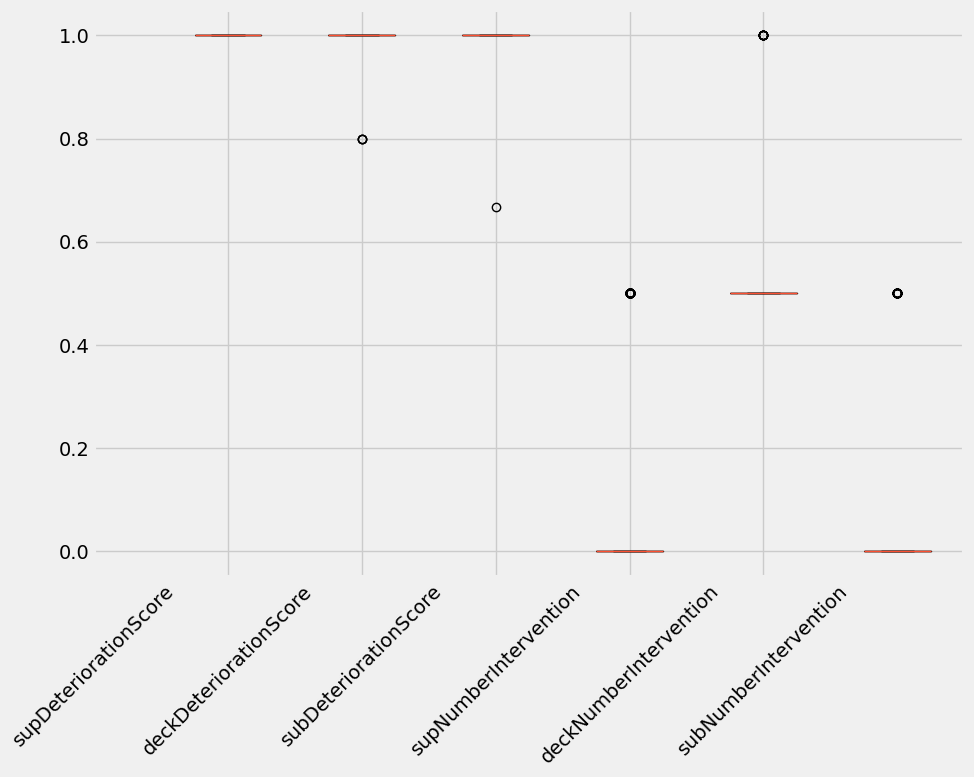 1.0
0.8
0.6
0.4
0.2
0.0
supDeteriorationScore
deckDeteriorationScore
subDeteriorationScore
supNumberIntervention
deckNumberIntervention
subNumberIntervention